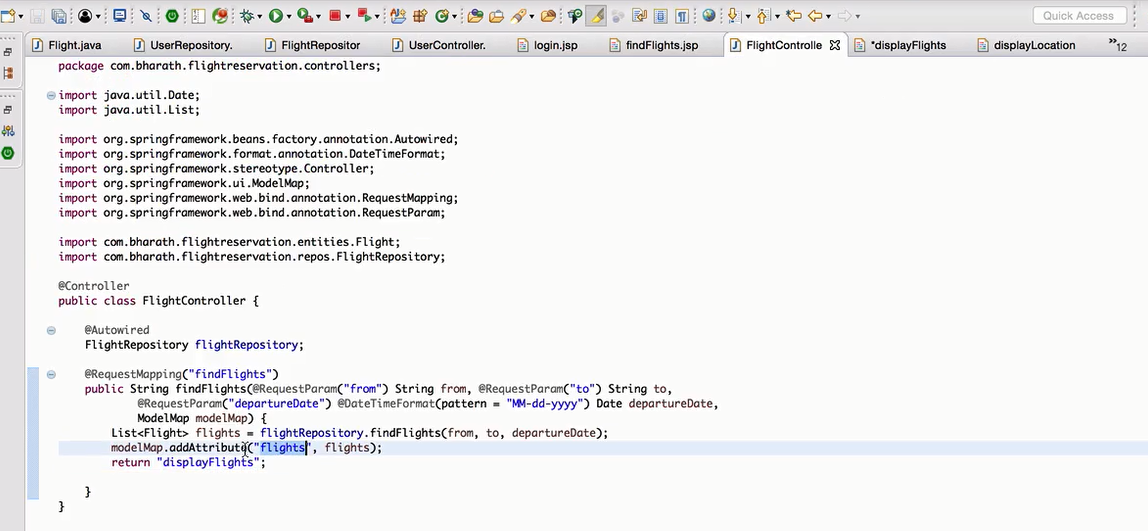 Quick Access
Flight.java
UserRepository.
FlightRepositor
UserController.
login.jsp
findFlights.jsp
FlightControlle
*displayFlights
displayLocation
»12
package com.bharath.flightreservation.controllers;
import java.util.Date;
import java.util.List;
import org.springframework.beans.factory.annotation.Autowired;
import org.springframework.format.annotation.DateTimeFormat;
import org.springframework.stereotype.Controller;
import org.springframework.ui.ModelMap;
import org.springframework.web.bind.annotation.RequestMapping;
import org.springframework.web.bind.annotation.RequestParam;
import com.bharath.flightreservation.entities.Flight;
import com.bharath.flightreservation.repos.FlightRepository;
@Controller
public class FlightController {
@Autowired
FlightRepository flightRepository;
@RequestMapping("findFlights")
public String findFlights(@RequestParam("from") String from, @RequestParam("to") String to,
@RequestParam("departureDate") @DateTimeFormat(pattern = "MM-dd-yyyy") Date departureDate,
ModelMap modelMap) {
List<Flight> flights = flightRepository.findFlights(from, to, departureDate);
modelMap.addAttribute("flights", flights);
return "displayFlights";
}
}